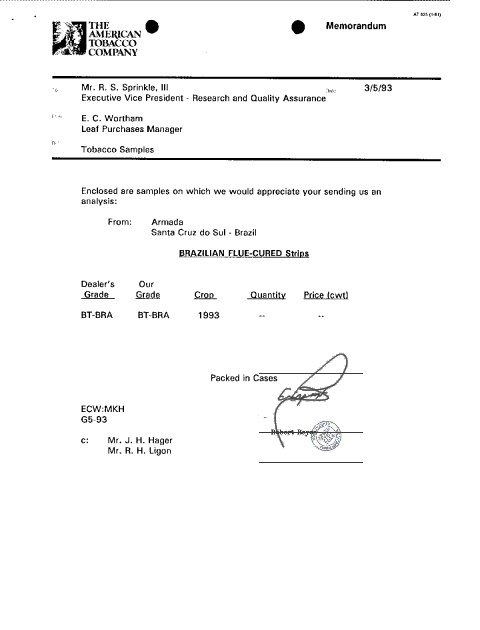 AT 025 (1-91)
THE
AMERICAN
TOBACCO
COMPANY
Memorandum
To: Mr. R. S. Sprinkle, III Date: 3/5/93
Executive Vice President - Research and Quality Assurance
From: E. C. Wortham
Leaf Purchases Manager
Tobacco Samples
Enclosed are samples on which we would appreciate your sending us an
analysis:
From: Armada
Santa Cruz do Sul - Brazil
BRAZILIAN FLUE-CURED Strips
Dealer's Our
Grade Grade Crop Quantity Price (cwt)
BT-BRA BT-BRA 1993 -- --
Packed in Cases
ECW:MKH
G5-93
Robert
c: Mr. J. H. Hager
Mr. R. H. Ligon